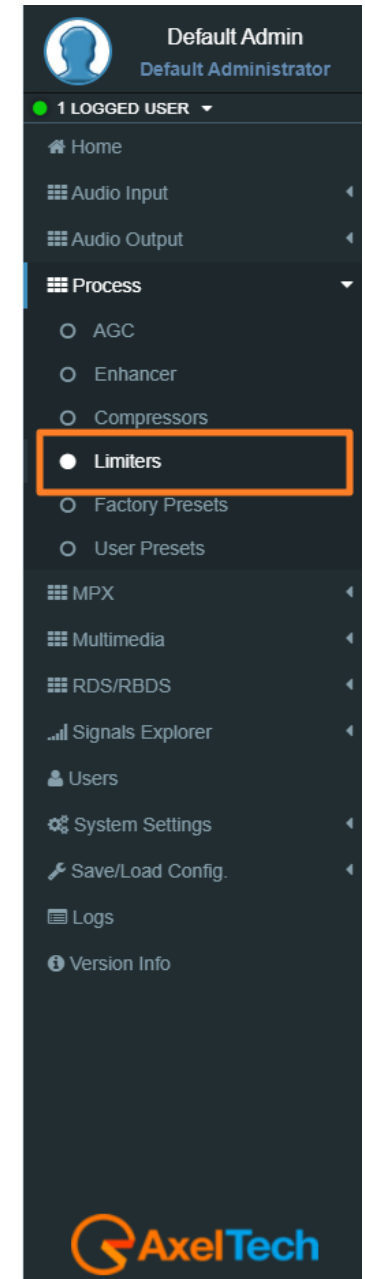 Default Admin
Default Administrator
1 LOGGED USER
Home
Audio Input
Audio Output
Process
AGC
Enhancer
Compressors
Limiters
Factory Presets
User Presets
MPX
Multimedia
RDS/RBDS
Signals Explorer
Users
System Settings
Save/Load Config.
Logs
Version Info
AxelTech